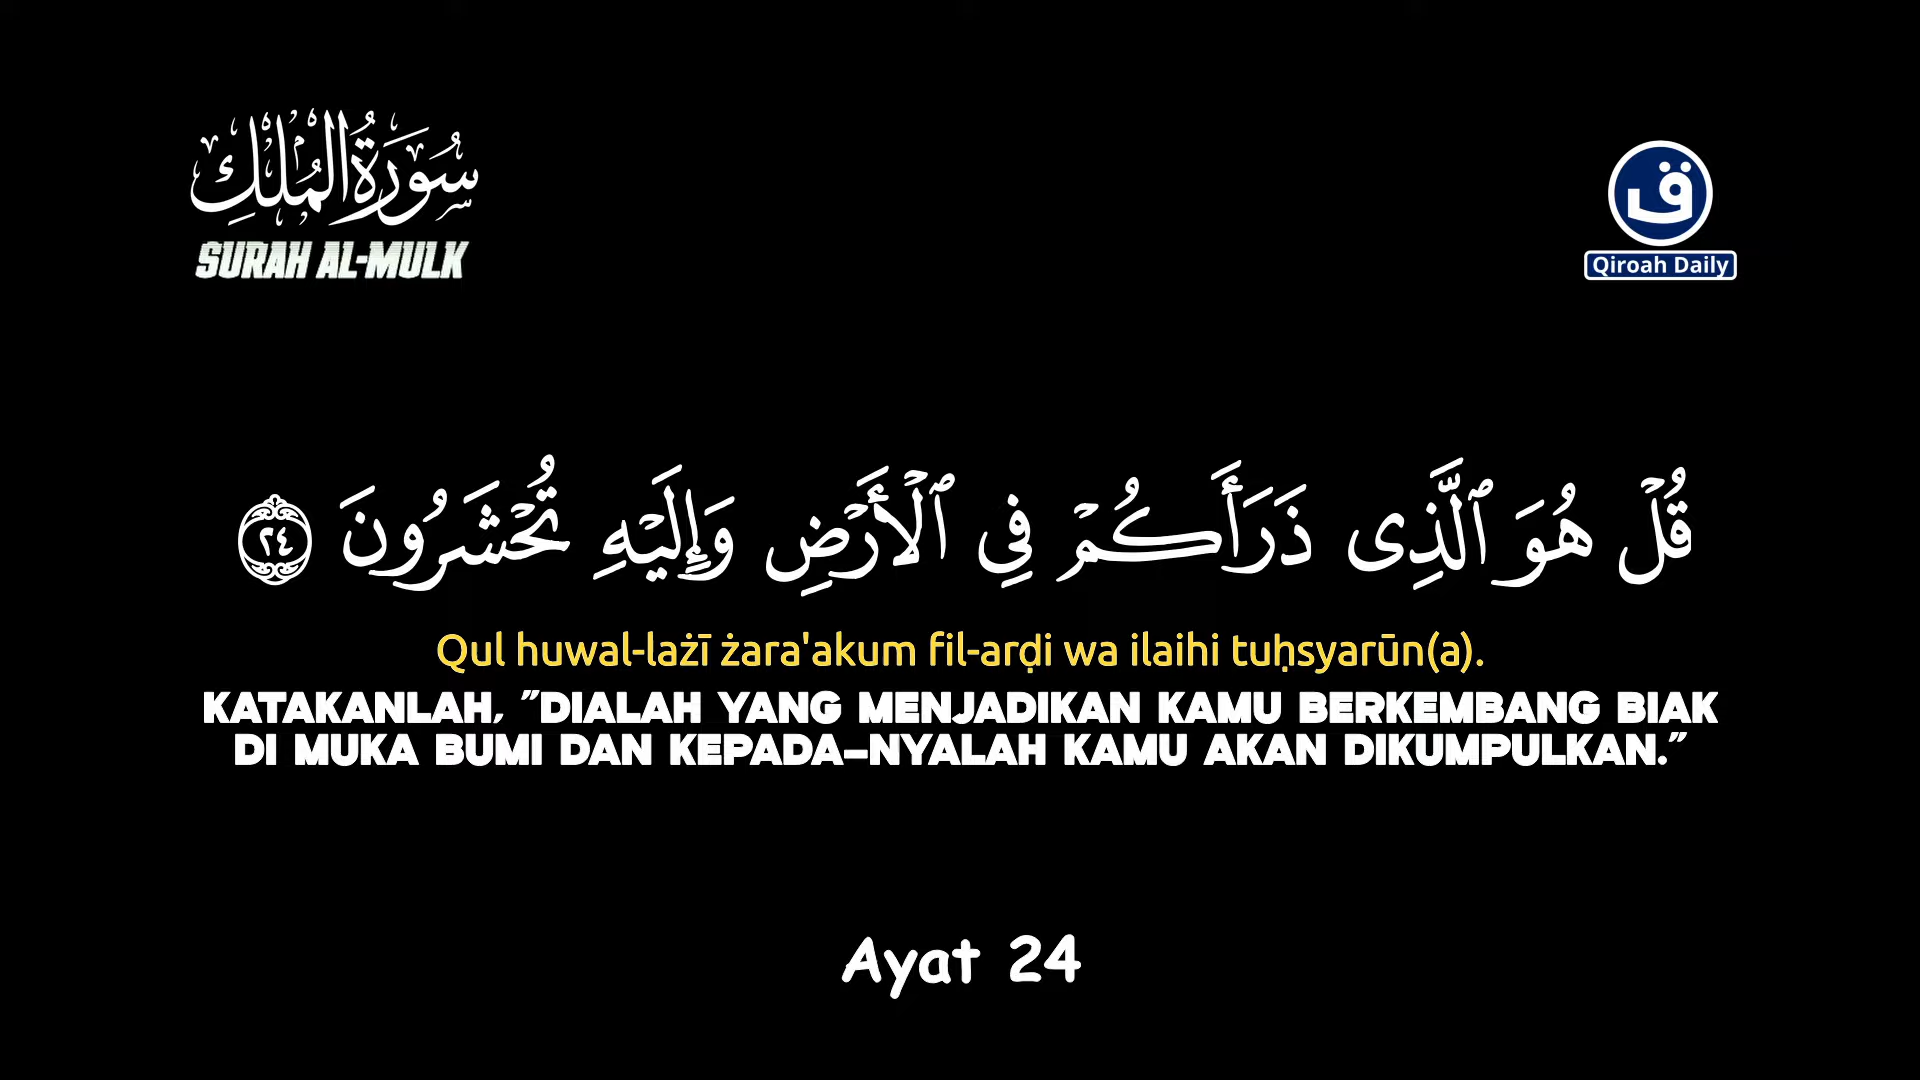 سُورَةُ الْمُلْكِ
SURAH AL-MULK
ق
Qiroah Daily
قُلْ هُوَ ٱلَّذِى ذَرَأَكُمْ فِى ٱلْأَرْضِ وَإِلَيْهِ تُحْشَرُونَ ٢٤
Qul huwal-lażī żara'akum fil-arḍi wa ilaihi tuḥsyarūn(a).
KATAKANLAH, "DIALAH YANG MENJADIKAN KAMU BERKEMBANG BIAK
DI MUKA BUMI DAN KEPADA-NYALAH KAMU AKAN DIKUMPULKAN."
Ayat 24